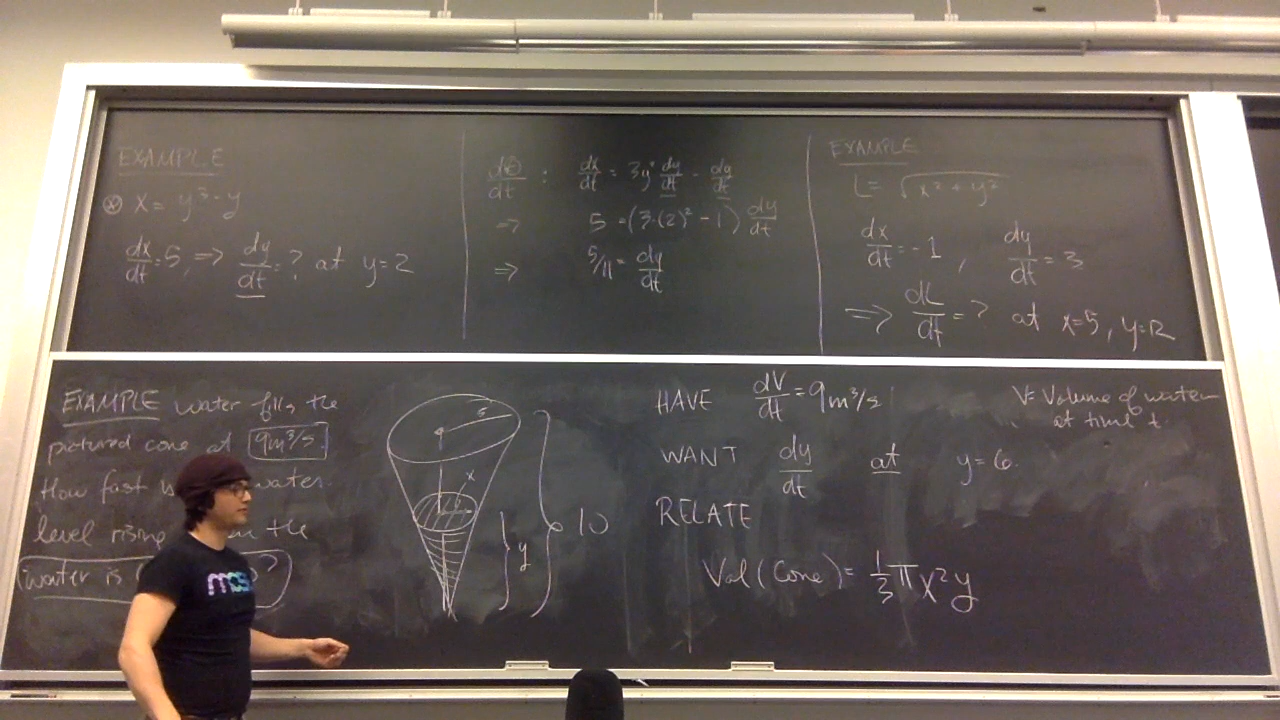 EXAMPLE
⊛ x = y³ - y
dx/dt = 5, => dy/dt = ? at y=2
d⊛/dt : dx/dt = 3y² dy/dt - dy/dt
=> 5 = (3·(2)² - 1) dy/dt
=> 5/11 = dy/dt
EXAMPLE
L = √(x² + y²)
dx/dt = -1, dy/dt = 3
=> dL/dt = ? at x=5, y=12
EXAMPLE water fills the
pictured cone at 9m³/s.
How fast is water
level rising the
water is ?
5
x
y
10
HAVE dV/dt = 9m³/s
V = Volume of water
at time t.
WANT dy/dt at y=6.
RELATE
Vol(Cone) = 1/3 π x² y
mcs